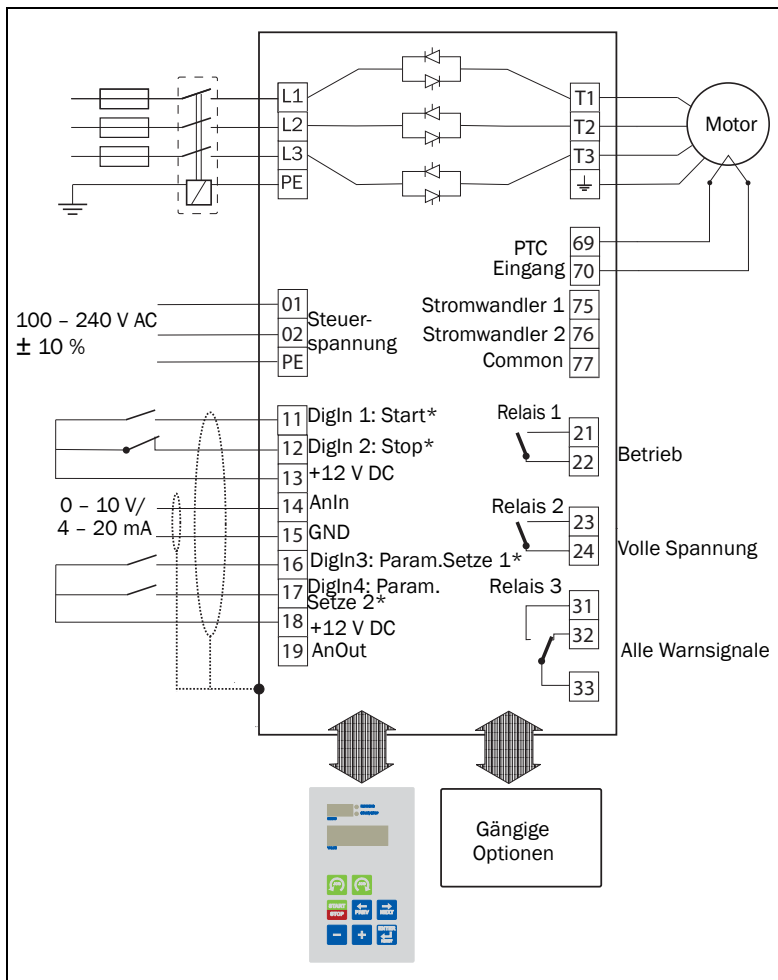 L1
L2
L3
PE
T1
T2
T3
Motor
PTC
Eingang
69
70
100 – 240 V AC
± 10 %
01
02
PE
Steuer-
spannung
Stromwandler 1 75
Stromwandler 2 76
Common 77
11 DigIn 1: Start*
12 DigIn 2: Stop*
13 +12 V DC
0 – 10 V/
4 – 20 mA
14 AnIn
15 GND
16 DigIn3: Param.Setze 1*
17 DigIn4: Param.
Setze 2*
18 +12 V DC
19 AnOut
Relais 1
21
22
Betrieb
Relais 2
23
24
Volle Spannung
Relais 3
31
32
33
Alle Warnsignale
START
STOP
PREV
NEXT
- +
ENTER
Gängige
Optionen